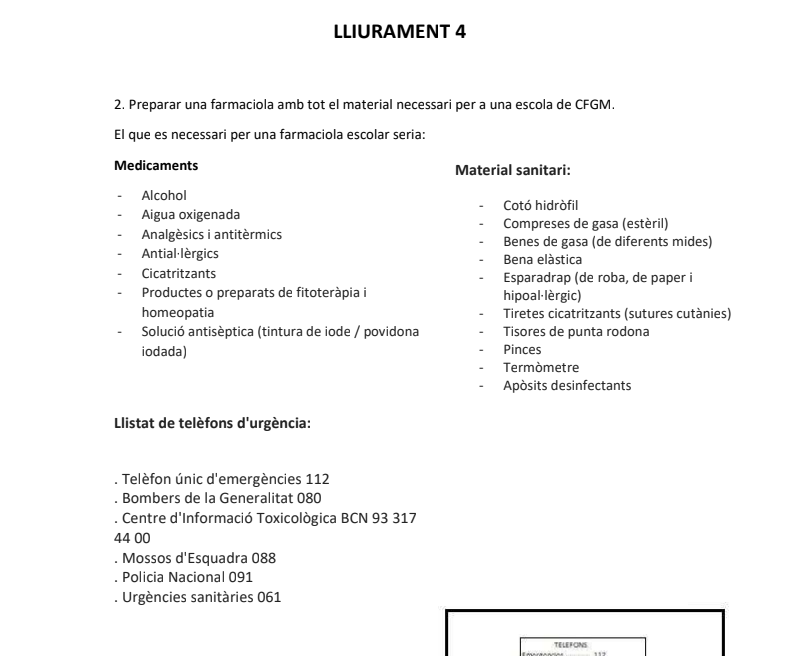 LLIURAMENT 4
2. Preparar una farmaciola amb tot el material necessari per a una escola de CFGM.
El que es necessari per una farmaciola escolar seria:
Medicaments
- Alcohol
- Aigua oxigenada
- Analgèsics i antitèrmics
- Antial·lèrgics
- Cicatritzants
- Productes o preparats de fitoteràpia i
homeopatia
- Solució antisèptica (tintura de iode / povidona
iodada)
Material sanitari:
- Cotó hidròfil
- Compreses de gasa (estèril)
- Benes de gasa (de diferents mides)
- Bena elàstica
- Esparadrap (de roba, de paper i
hipoal·lèrgic)
- Tiretes cicatritzants (sutures cutànies)
- Tisores de punta rodona
- Pinces
- Termòmetre
- Apòsits desinfectants
Llistat de telèfons d'urgència:
. Telèfon únic d'emergències 112
. Bombers de la Generalitat 080
. Centre d'Informació Toxicològica BCN 93 317
44 00
. Mossos d'Esquadra 088
. Policia Nacional 091
. Urgències sanitàries 061
TELEFONS